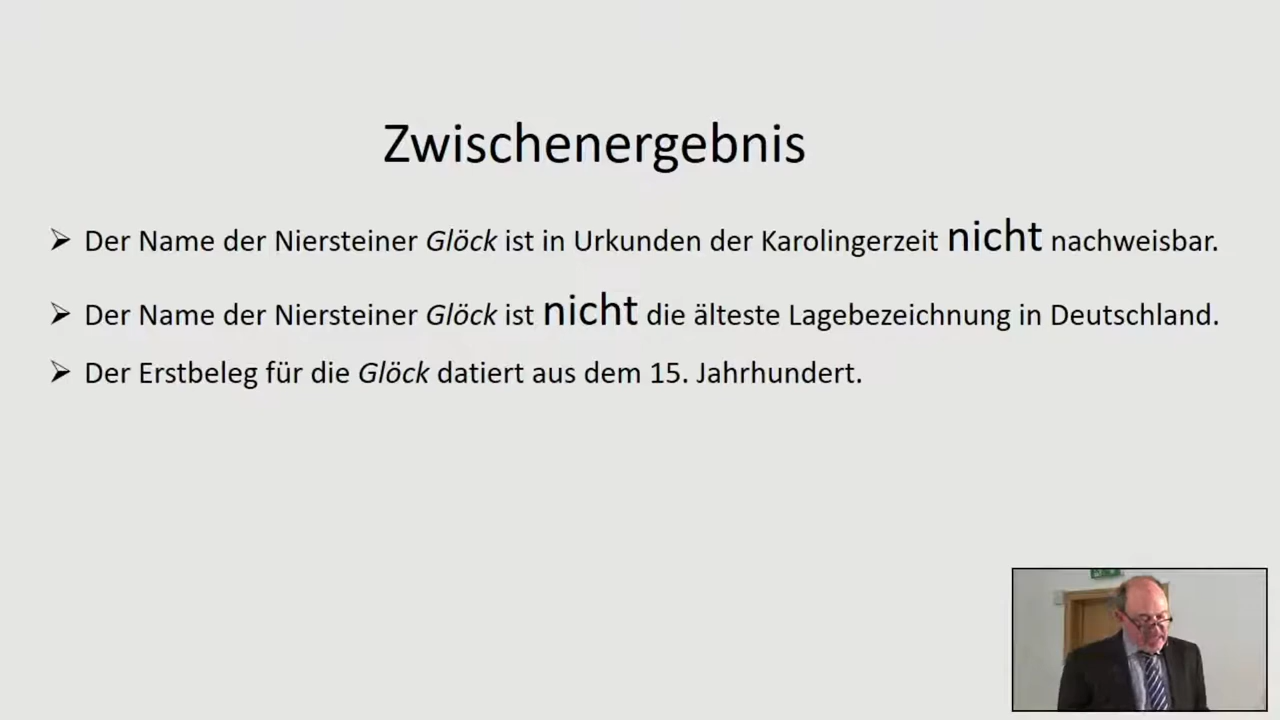 Zwischenergebnis
➢ Der Name der Niersteiner Glöck ist in Urkunden der Karolingerzeit nicht nachweisbar.
➢ Der Name der Niersteiner Glöck ist nicht die älteste Lagebezeichnung in Deutschland.
➢ Der Erstbeleg für die Glöck datiert aus dem 15. Jahrhundert.